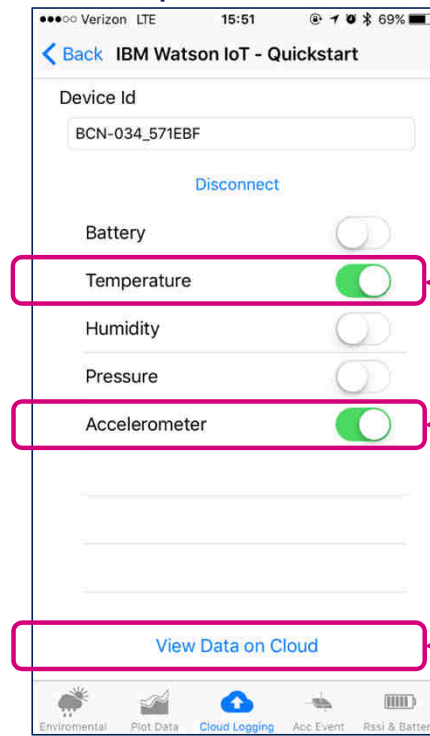 Verizon LTE 15:51 69%
Back IBM Watson IoT - Quickstart
Device Id
BCN-034_571EBF
Disconnect
Battery
Temperature
Humidity
Pressure
Accelerometer
View Data on Cloud
Enviromental Plot Data Cloud Logging Acc Event Rssi & Batter